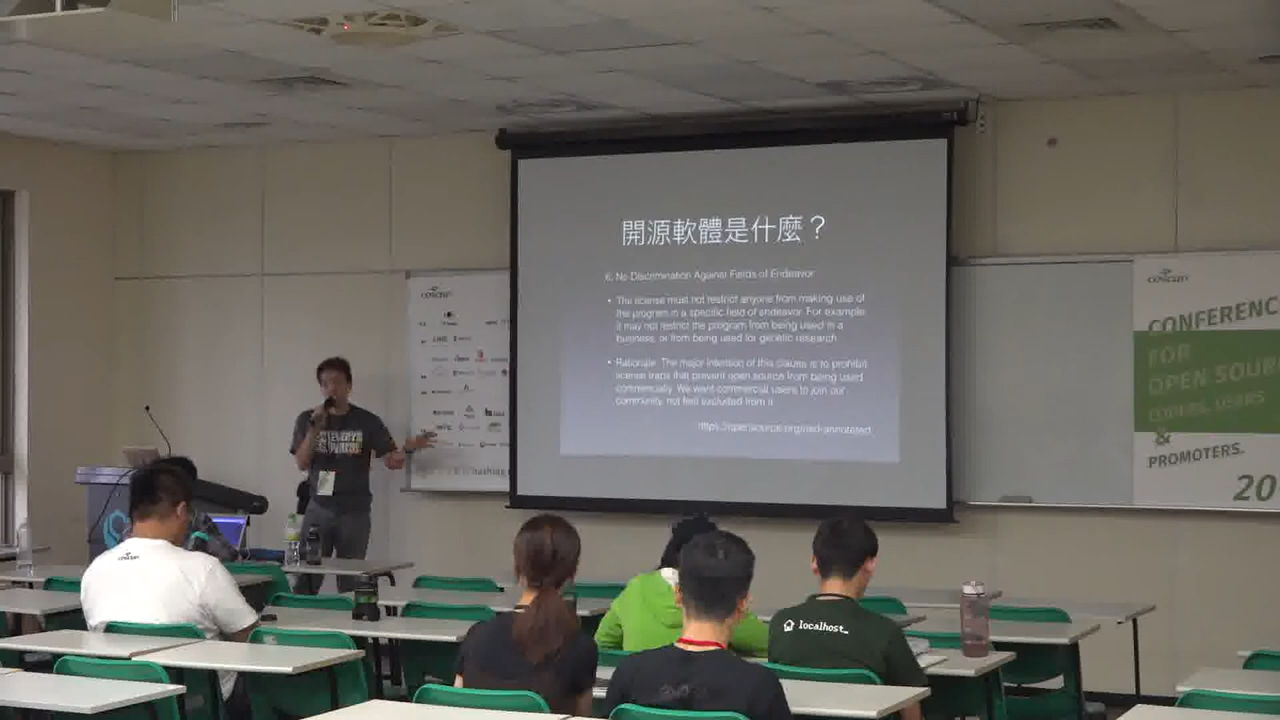 開源軟體是什麼？
6. No Discrimination Against Fields of Endeavor
• The license must not restrict anyone from making use of
the program in a specific field of endeavor. For example,
it may not restrict the program from being used in a
business, or from being used for genetic research.
• Rationale: The major intention of this clause is to prohibit
license traps that prevent open source from being used
commercially. We want commercial users to join our
community, not feel excluded from it.
https://opensource.org/osd-annotated
COSCUP
COSCUP
CONFERENC
FOR
OPEN SOUR
CODERS, USERS
&
PROMOTERS.
20
localhost_